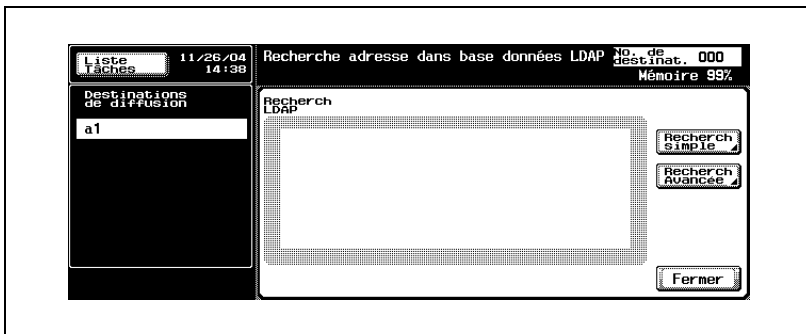 Liste
Tâches
11/26/04
14:38
Recherche adresse dans base données LDAP
No. de
destinat. 000
Mémoire 99%
Destinations
de diffusion
a1
Recherch
LDAP
Recherch
simple
Recherch
Avancée
Fermer